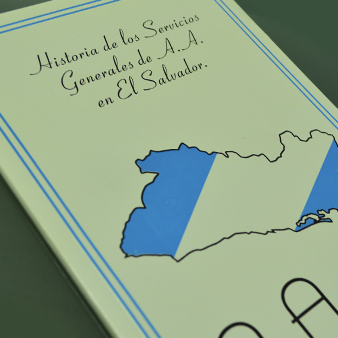 Historia de los Servicios
Generales de A.A.
en El Salvador.